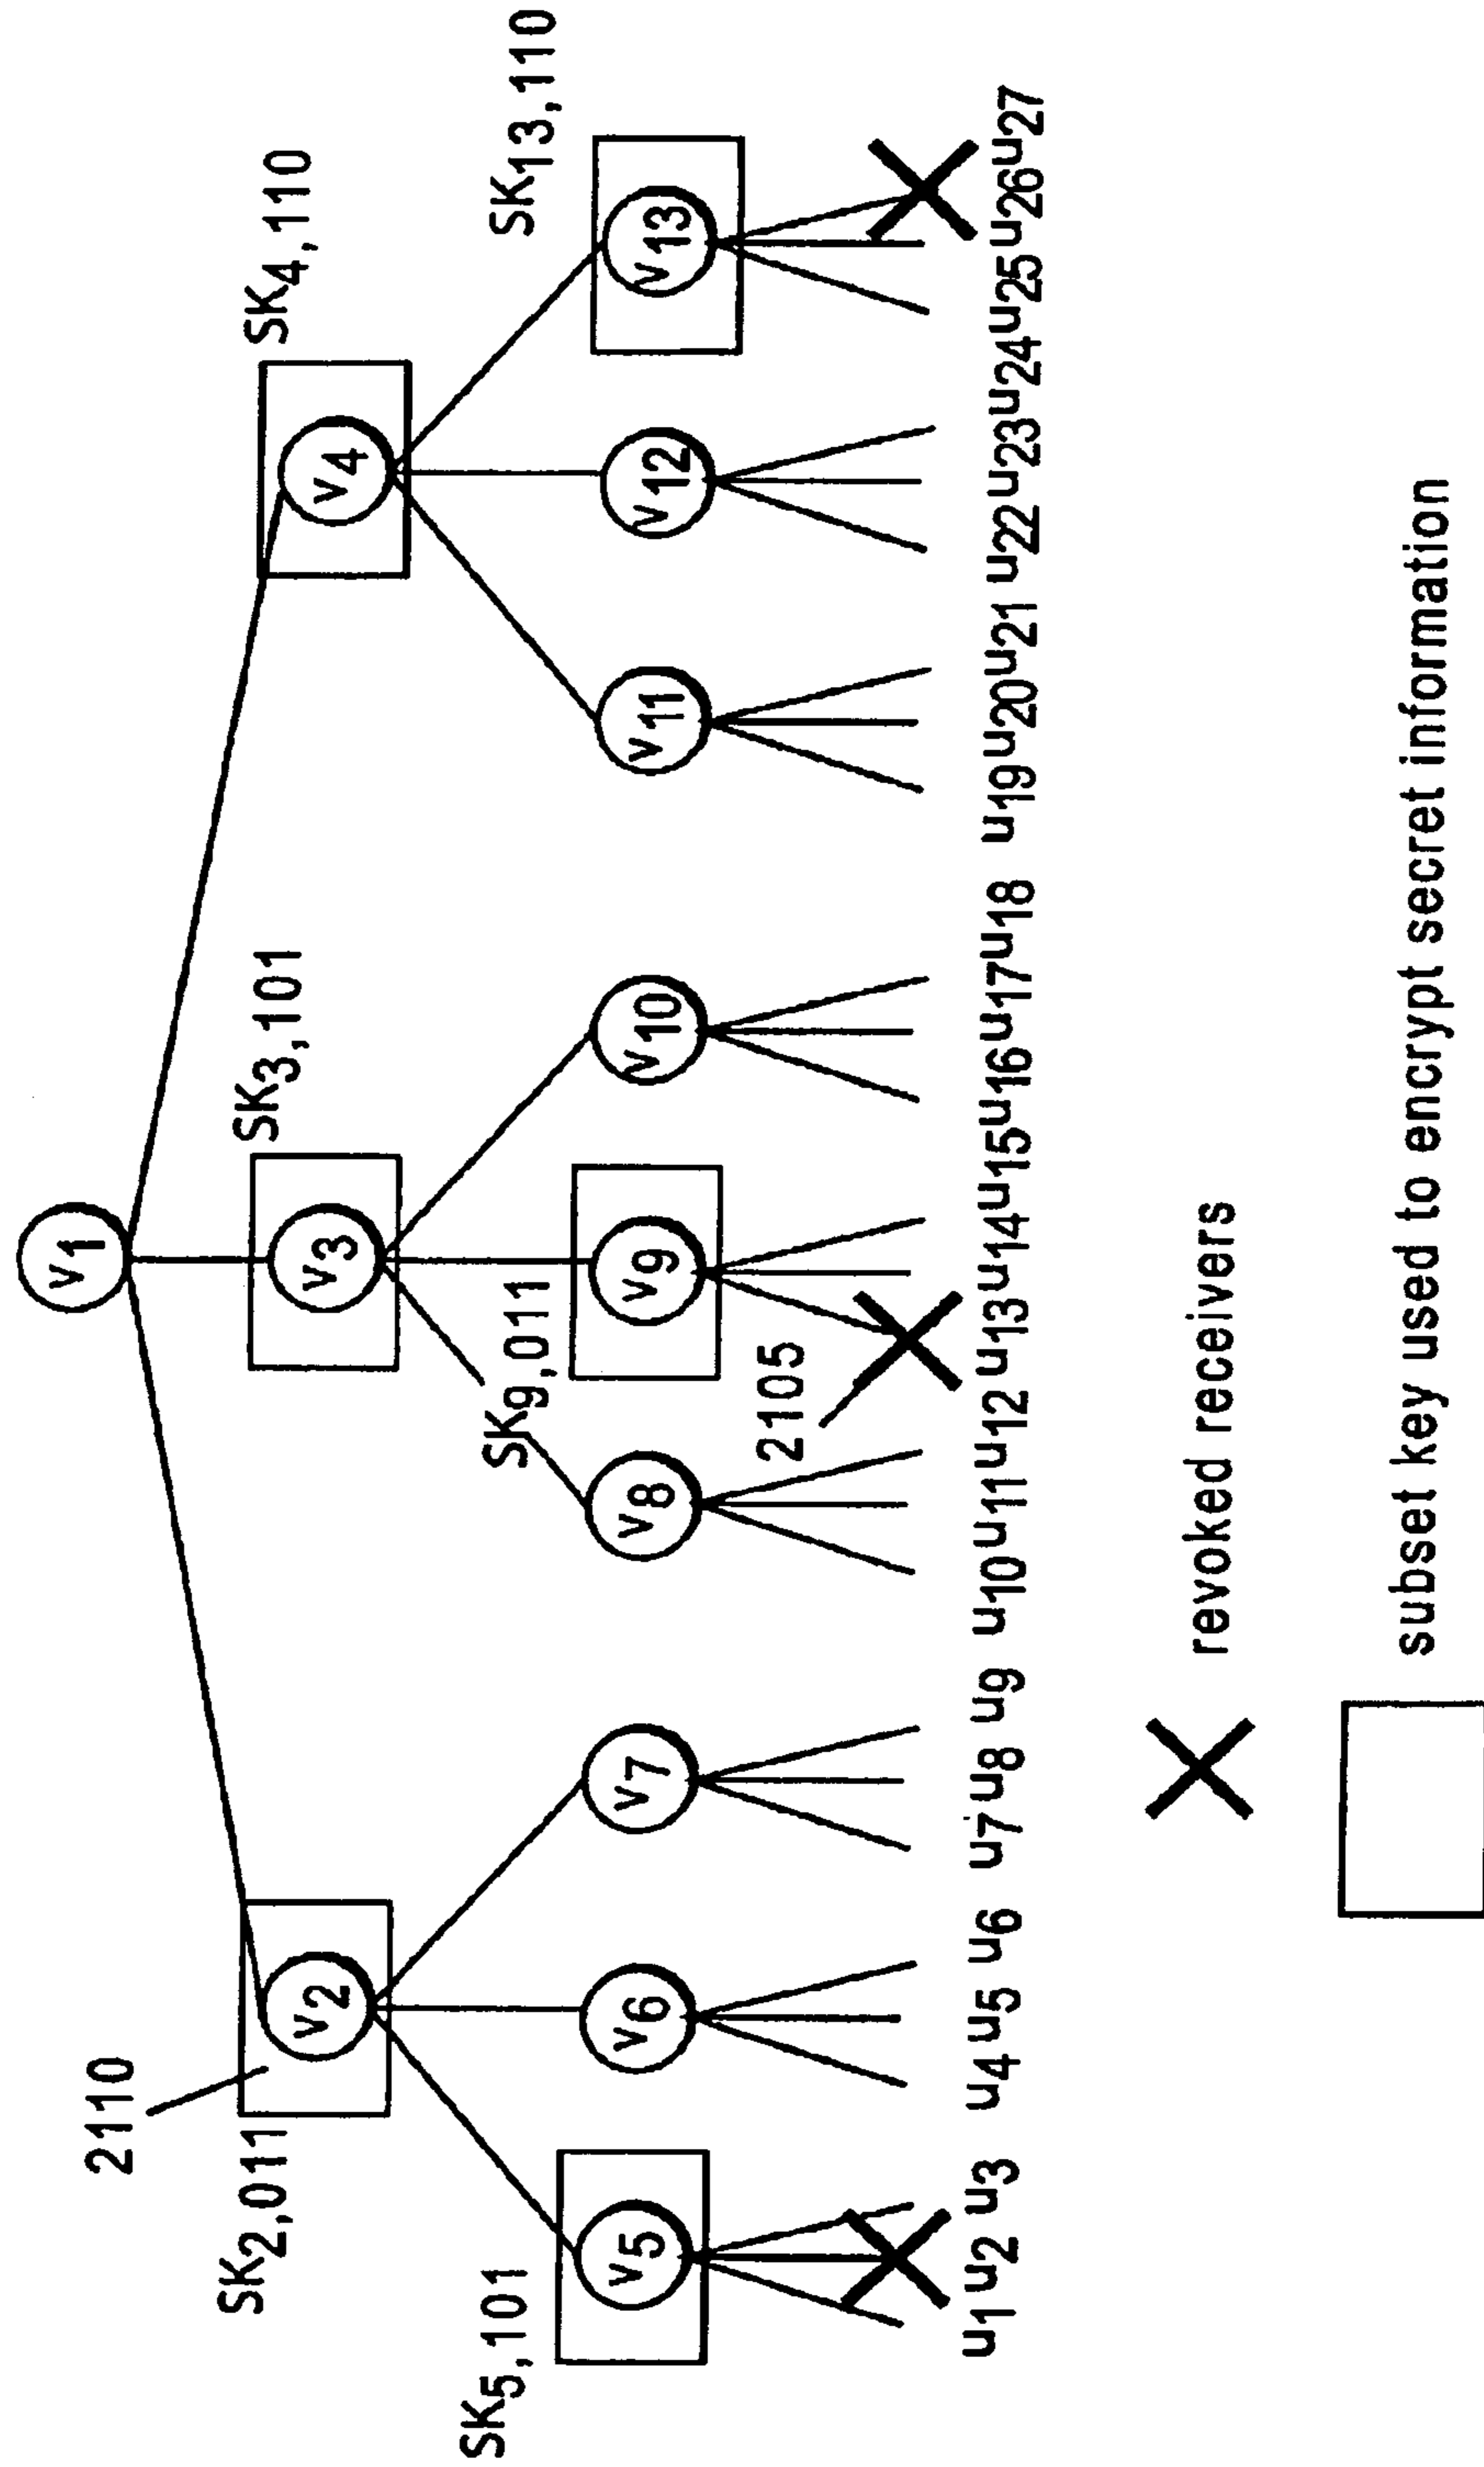 v1
2110
SK2,011 SK3,101 SK4,110
v2 v3 v4
SK5,101 SK9,011 SK13,110
v5 v6 v7 v8 v9 v10 v11 v12 v13
2105
u1 u2 u3 u4 u5 u6 u7 u8 u9 u10 u11 u12 u13 u14 u15 u16 u17 u18 u19 u20 u21 u22 u23 u24 u25 u26 u27
revoked receivers
subset key used to encrypt secret information